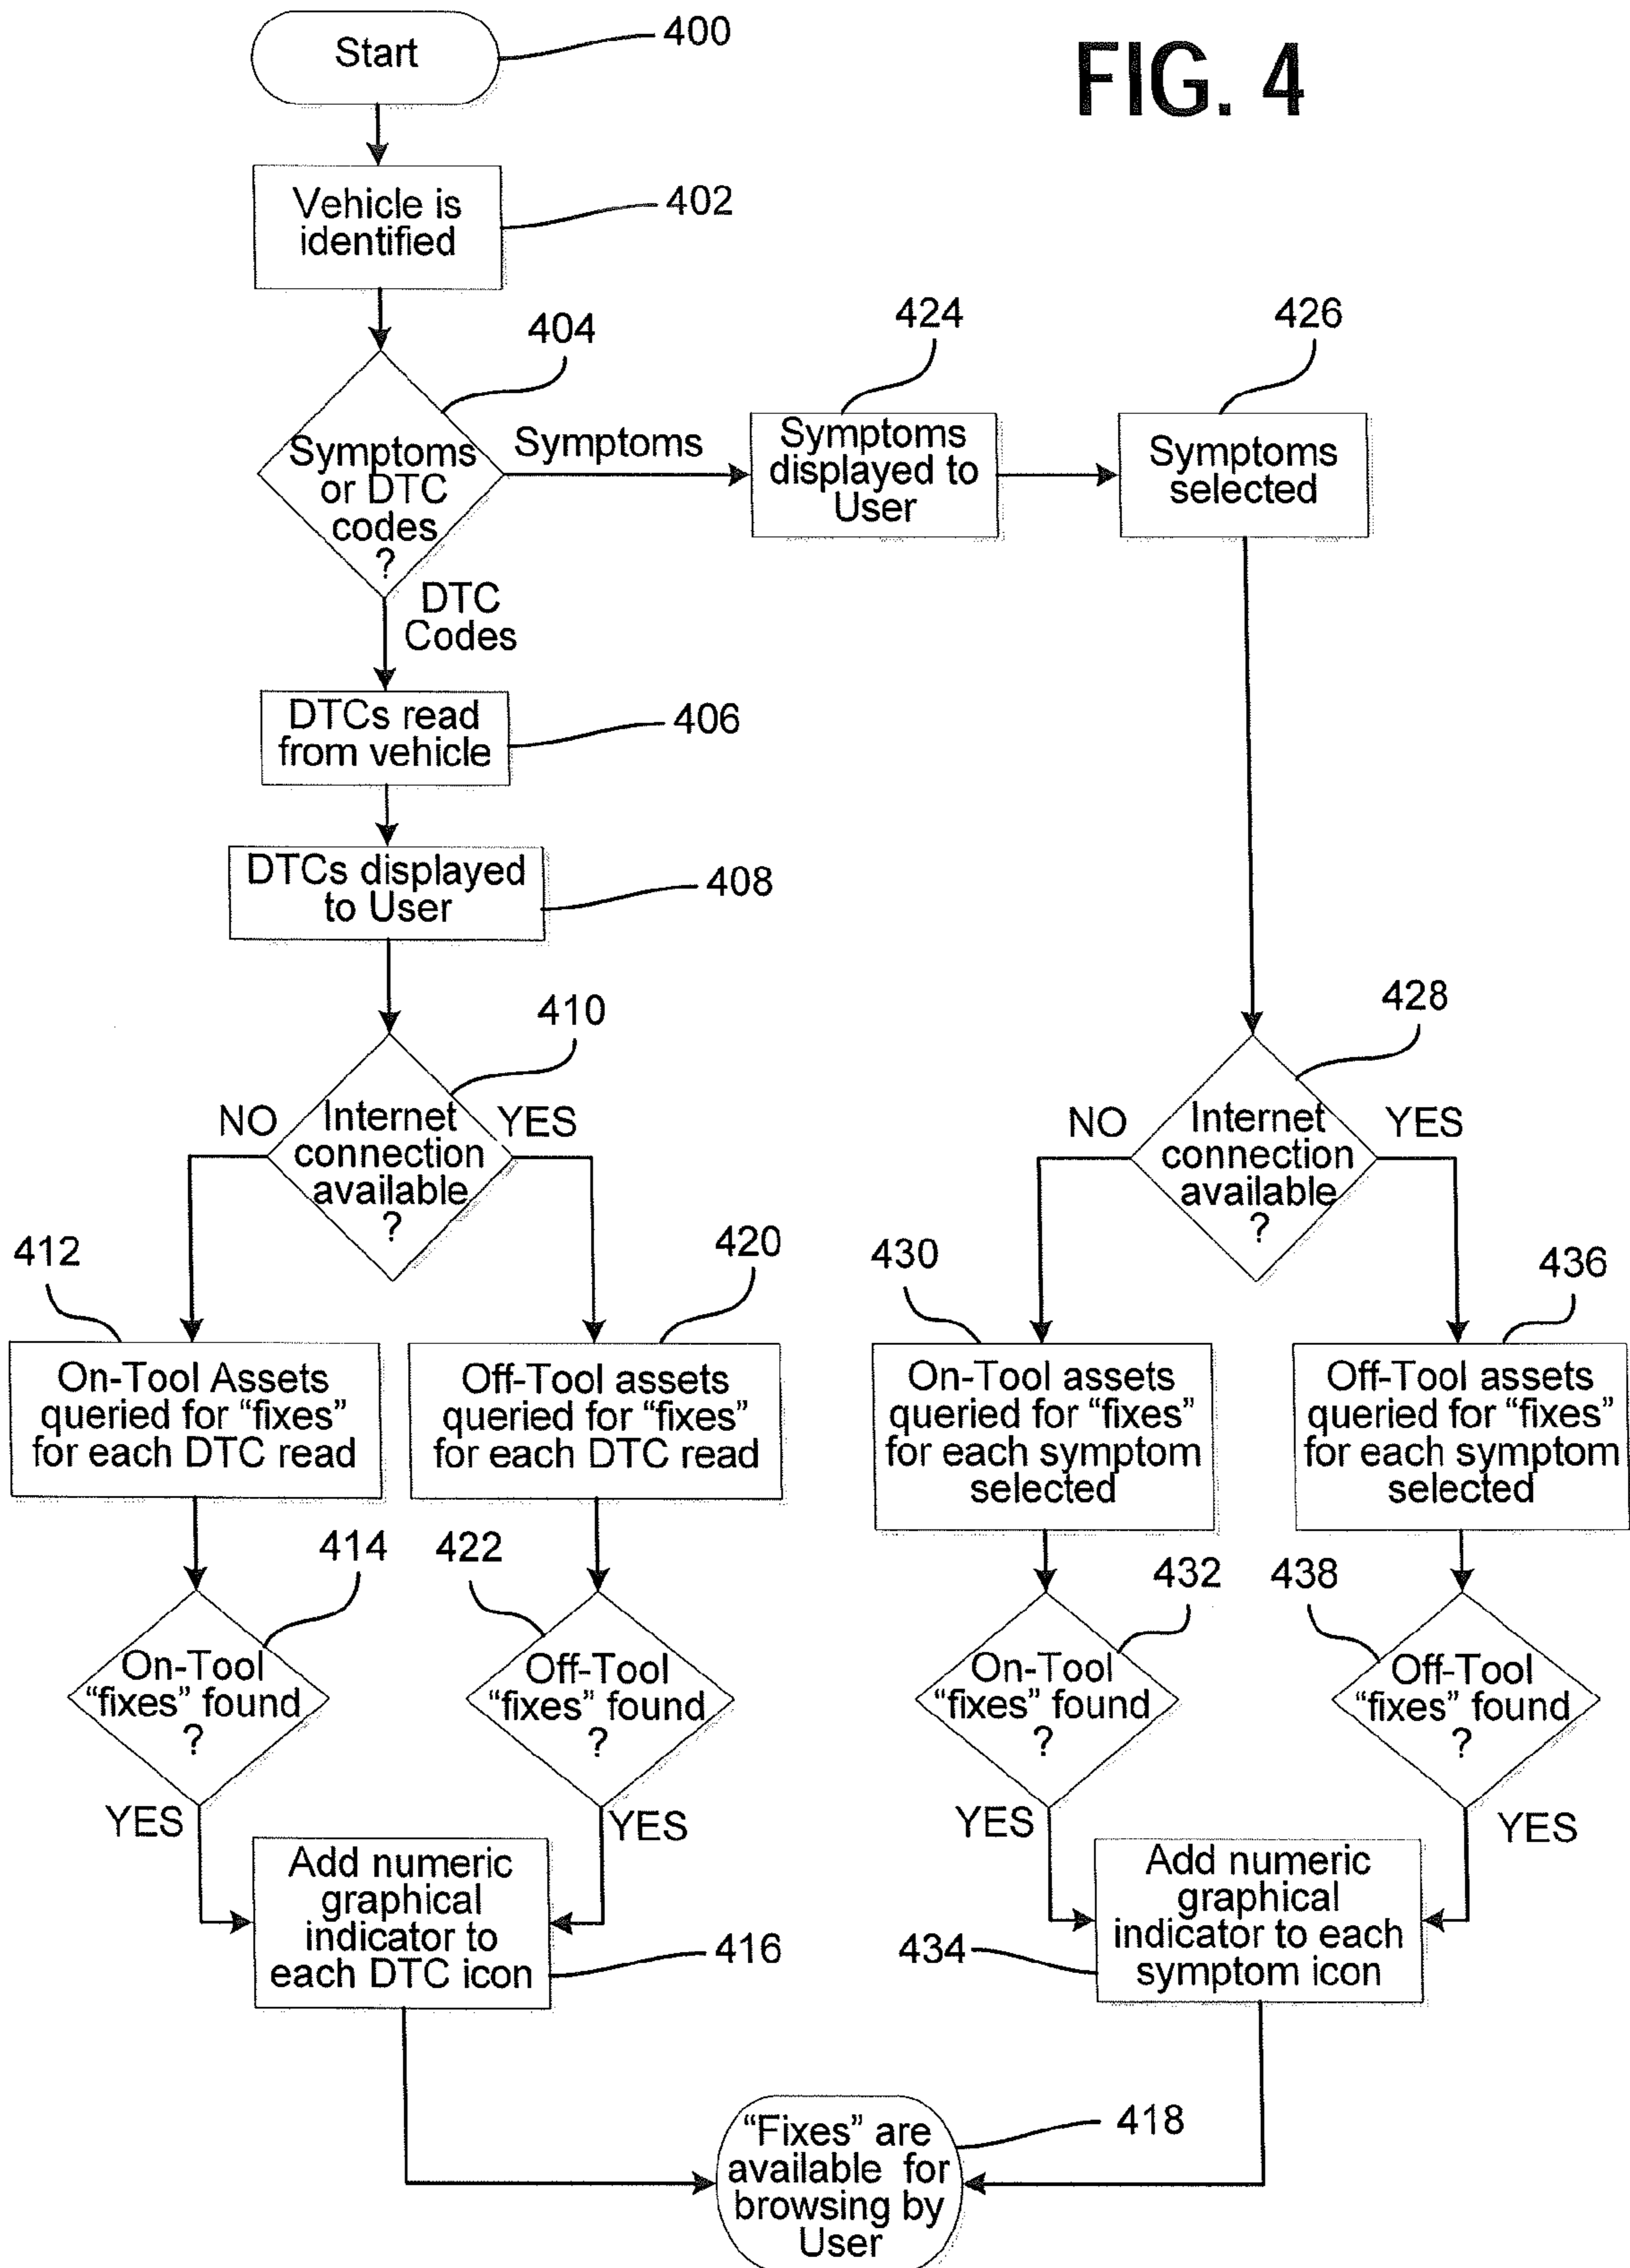 FIG. 4
Start
400
Vehicle is
identified
402
404
Symptoms
or DTC
codes
?
Symptoms
424
Symptoms
displayed to
User
426
Symptoms
selected
DTC
Codes
DTCs read
from vehicle
406
DTCs displayed
to User
408
410
Internet
connection
available
?
NO
YES
428
Internet
connection
available
?
NO
YES
412
On-Tool Assets
queried for “fixes”
for each DTC read
420
Off-Tool assets
queried for “fixes”
for each DTC read
430
On-Tool assets
queried for “fixes”
for each symptom
selected
436
Off-Tool assets
queried for “fixes”
for each symptom
selected
414
On-Tool
“fixes” found
?
422
Off-Tool
“fixes” found
?
432
On-Tool
“fixes” found
?
438
Off-Tool
“fixes” found
?
YES
YES
YES
YES
Add numeric
graphical
indicator to
each DTC icon
416
434
Add numeric
graphical
indicator to each
symptom icon
“Fixes” are
available for
browsing by
User
418